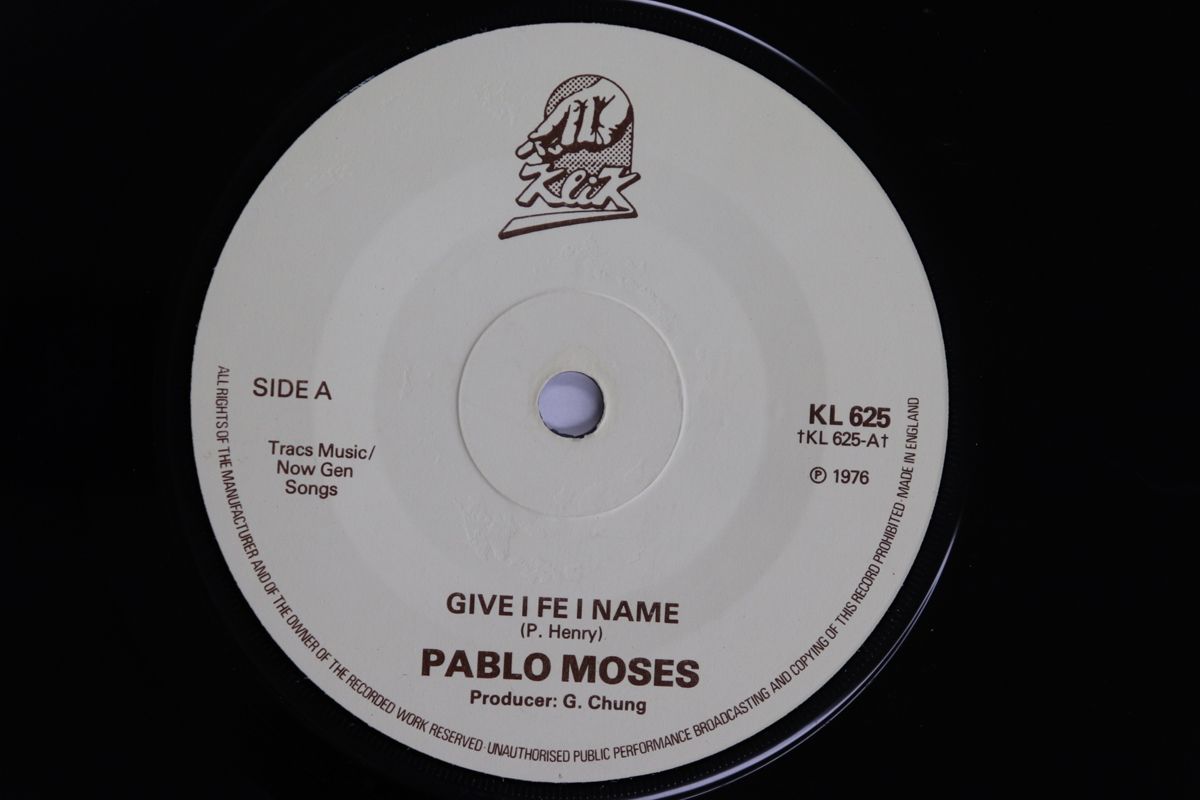 KliK
SIDE A
Tracs Music/
Now Gen
Songs
KL 625
†KL 625-A†
℗ 1976
GIVE I FE I NAME
(P. Henry)
PABLO MOSES
Producer: G. Chung
ALL RIGHTS OF THE MANUFACTURER AND OF THE OWNER OF THE RECORDED WORK RESERVED · UNAUTHORISED PUBLIC PERFORMANCE BROADCASTING AND COPYING OF THIS RECORD PROHIBITED · MADE IN ENGLAND